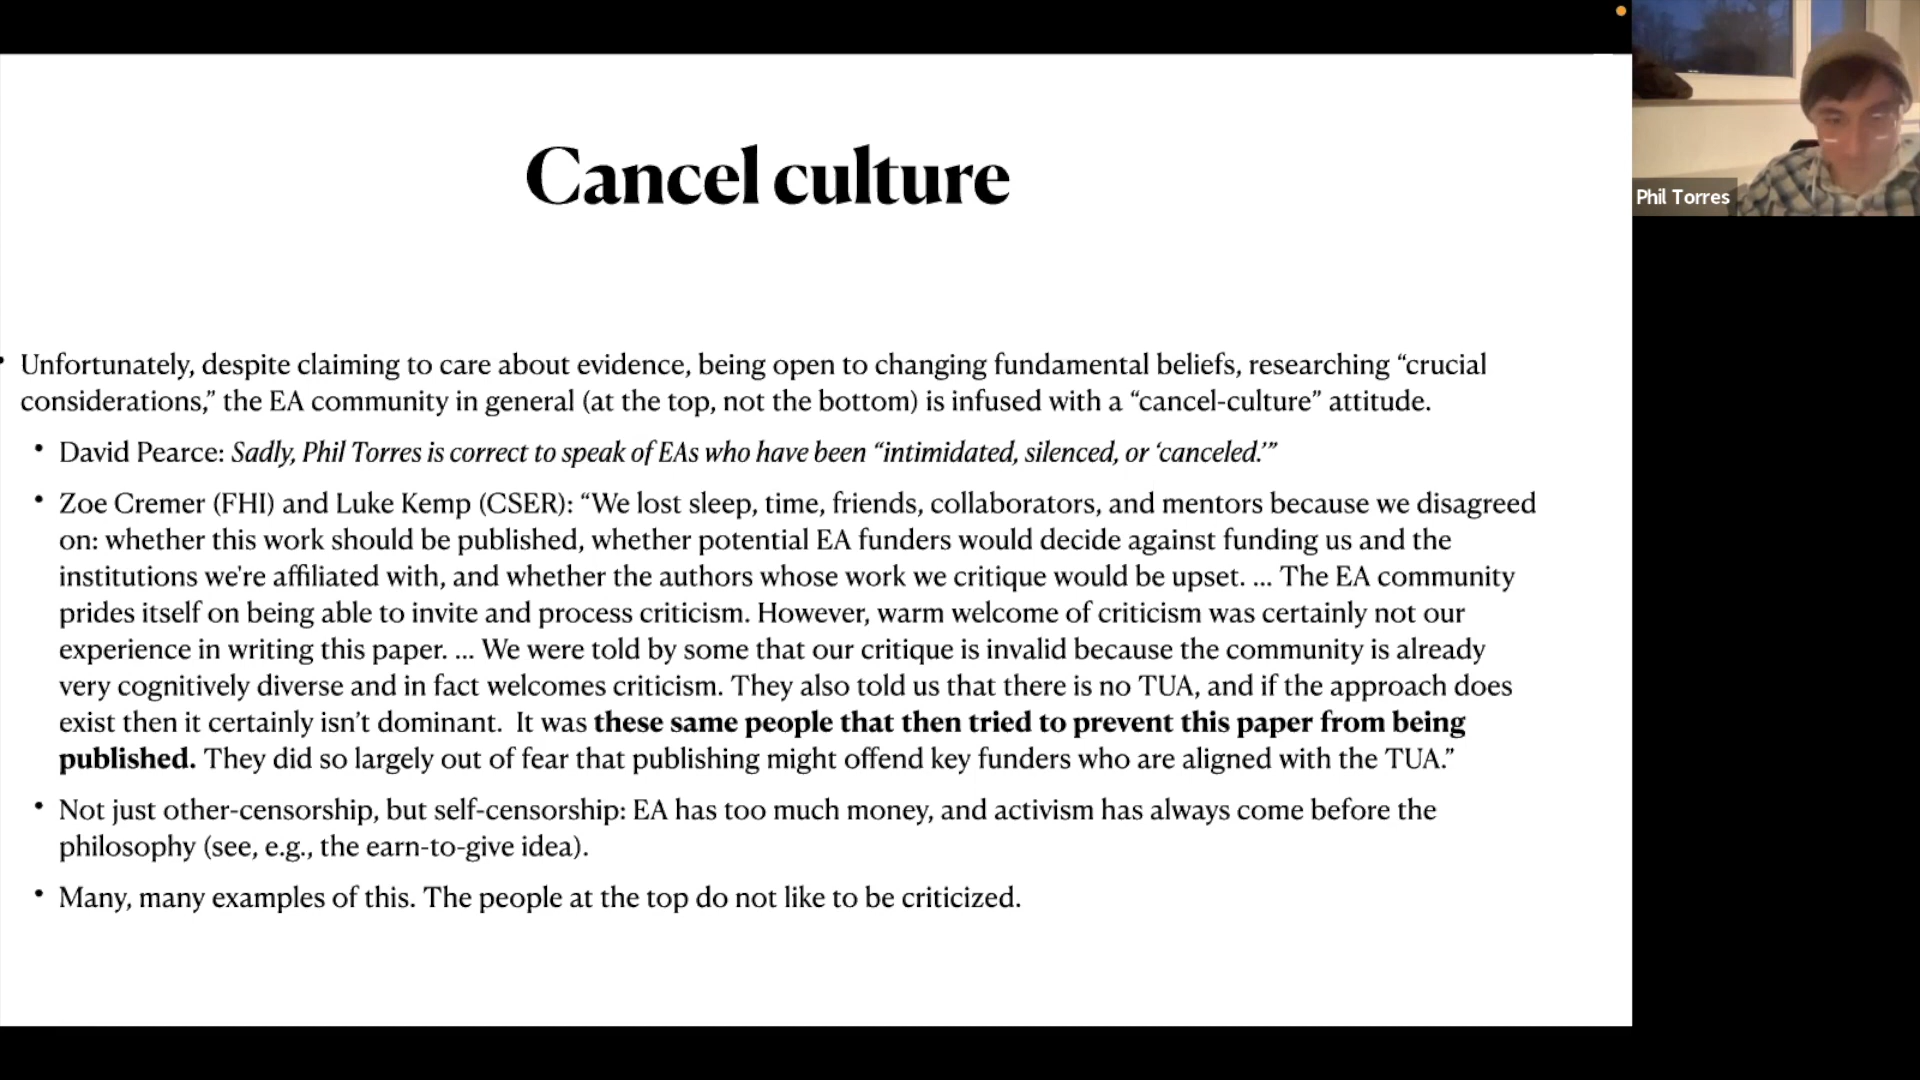 Cancel culture
• Unfortunately, despite claiming to care about evidence, being open to changing fundamental beliefs, researching “crucial
considerations,” the EA community in general (at the top, not the bottom) is infused with a “cancel-culture” attitude.
• David Pearce: Sadly, Phil Torres is correct to speak of EAs who have been “intimidated, silenced, or ‘canceled.’”
• Zoe Cremer (FHI) and Luke Kemp (CSER): “We lost sleep, time, friends, collaborators, and mentors because we disagreed
on: whether this work should be published, whether potential EA funders would decide against funding us and the
institutions we're affiliated with, and whether the authors whose work we critique would be upset. ... The EA community
prides itself on being able to invite and process criticism. However, warm welcome of criticism was certainly not our
experience in writing this paper. ... We were told by some that our critique is invalid because the community is already
very cognitively diverse and in fact welcomes criticism. They also told us that there is no TUA, and if the approach does
exist then it certainly isn’t dominant.  It was these same people that then tried to prevent this paper from being
published. They did so largely out of fear that publishing might offend key funders who are aligned with the TUA.”
• Not just other-censorship, but self-censorship: EA has too much money, and activism has always come before the
philosophy (see, e.g., the earn-to-give idea).
• Many, many examples of this. The people at the top do not like to be criticized.
Phil Torres